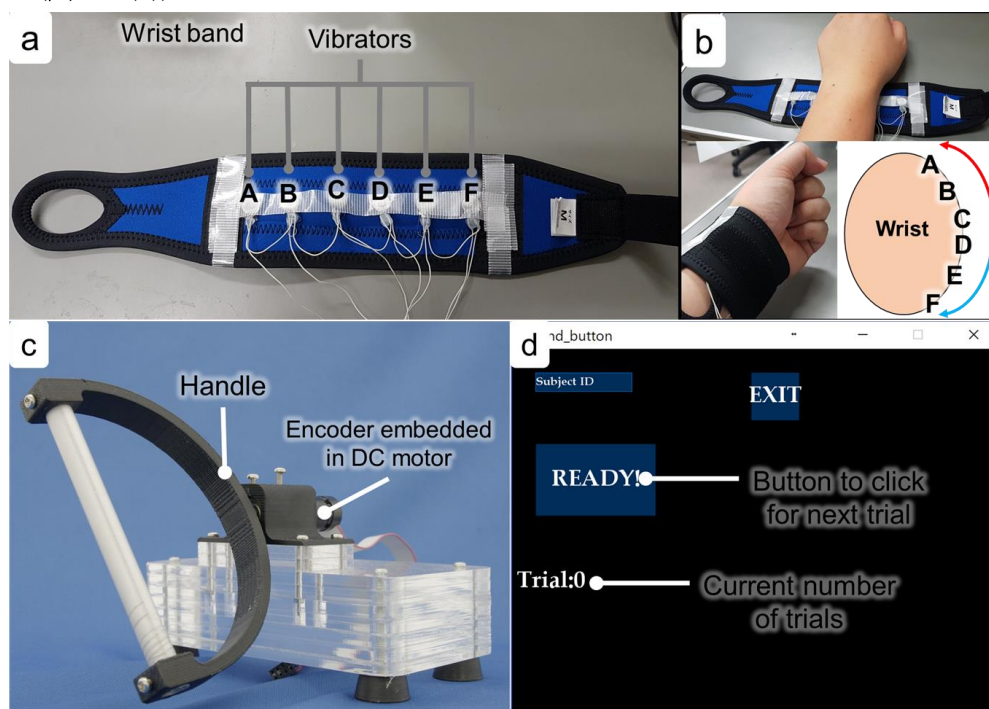 a
Wrist band
Vibrators
A B C D E F
M
b
A
B
C
Wrist
D
E
F
c
Handle
Encoder embedded
in DC motor
d
nd_button
Subject ID
EXIT
READY!
Button to click
for next trial
Trial:0
Current number
of trials